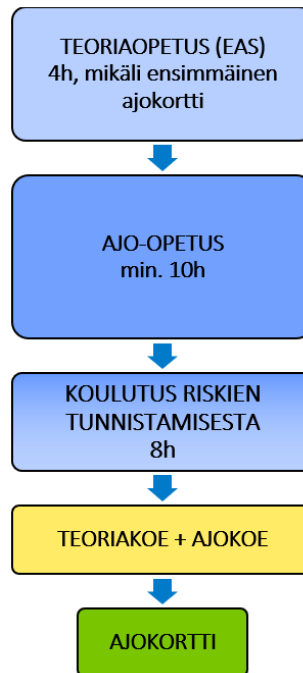 TEORIAOPETUS (EAS)
4h, mikäli ensimmäinen
ajokortti
AJO-OPETUS
min. 10h
KOULUTUS RISKIEN
TUNNISTAMISESTA
8h
TEORIAKOE + AJOKOE
AJOKORTTI